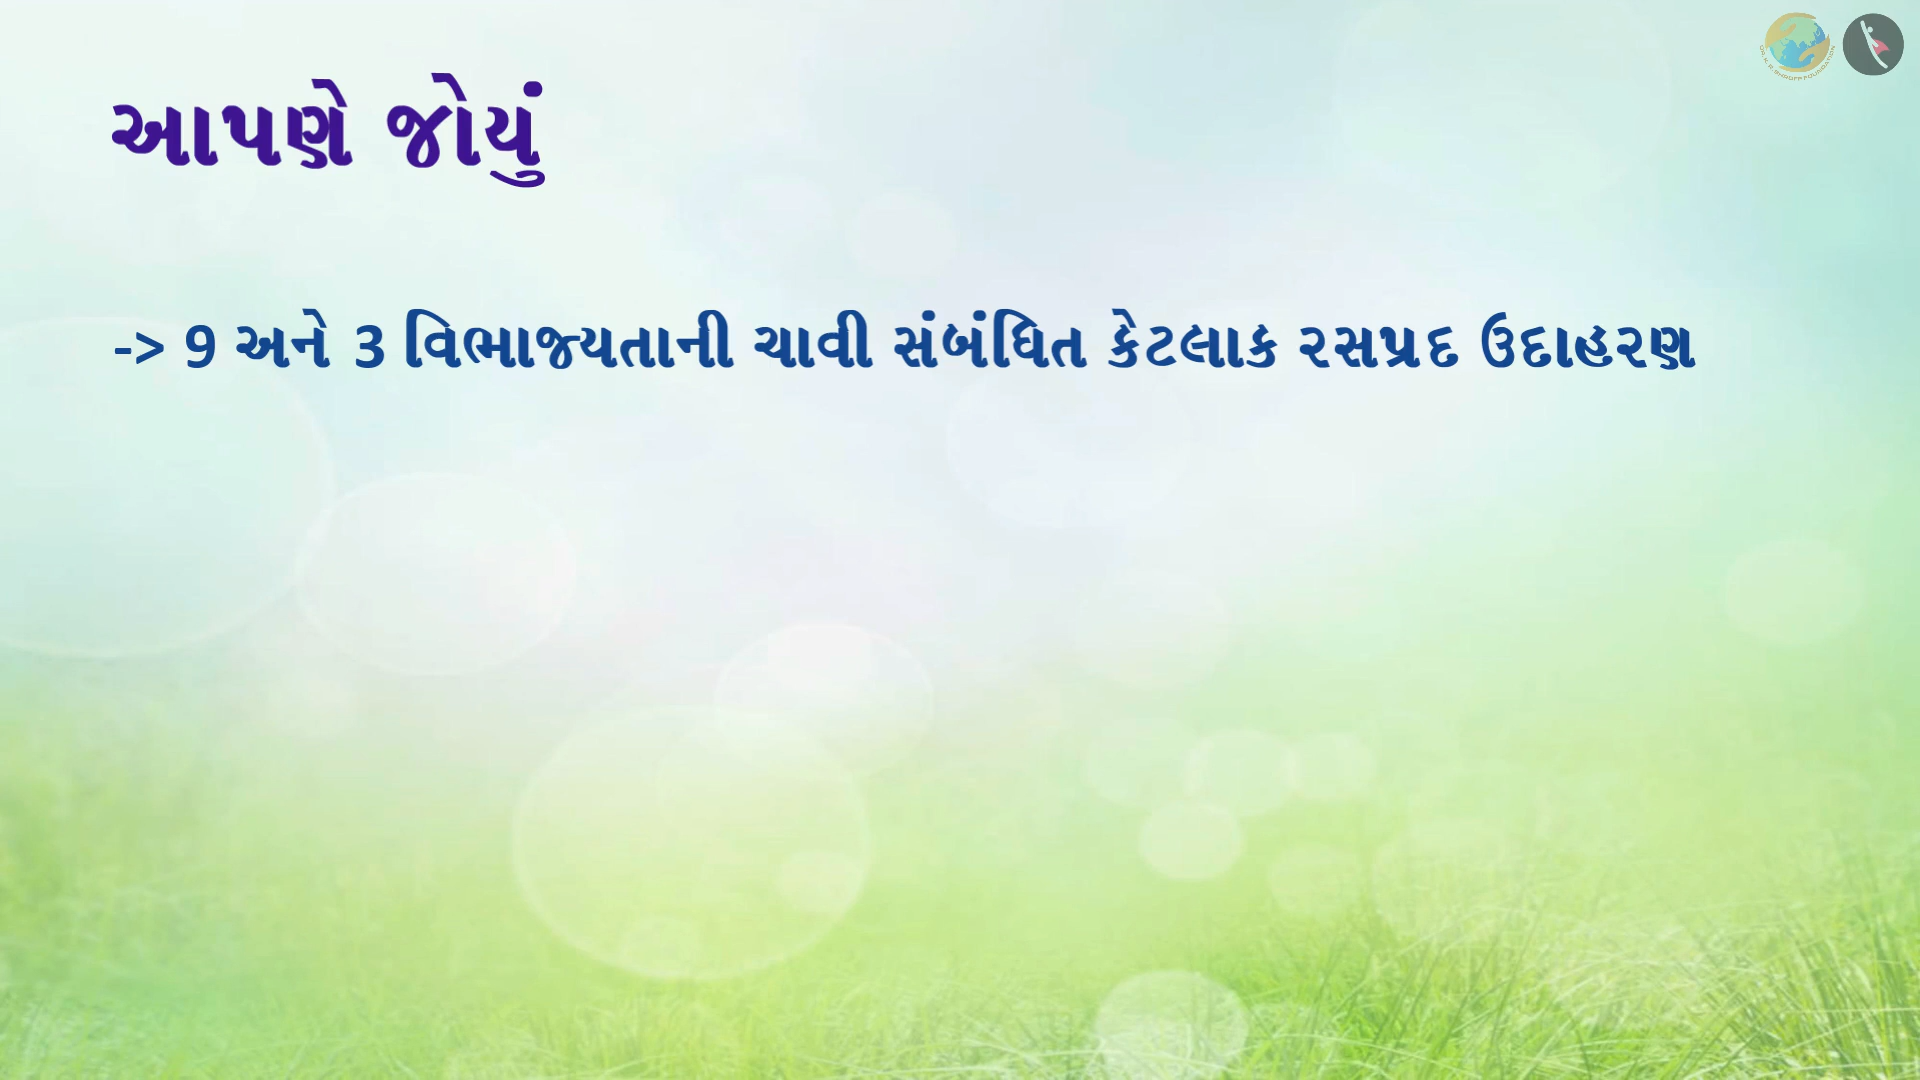 આપણે જોયું
-> 9 અને 3 વિભાજ્યતાની ચાવી સંબંધિત કેટલાક રસપ્રદ ઉદાહરણ